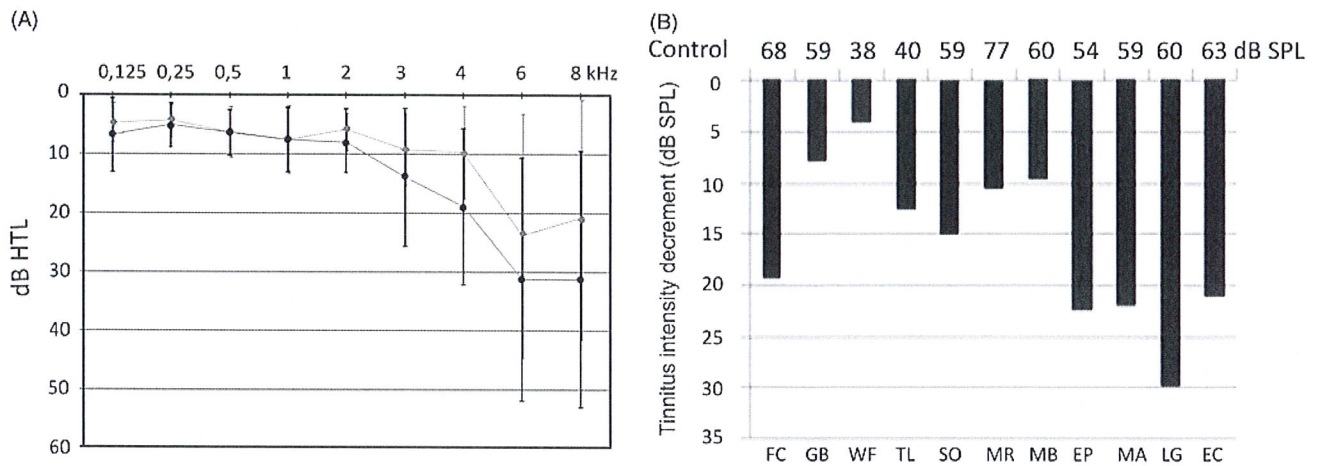 (A)
0,125 0,25 0,5 1 2 3 4 6 8 kHz
0
10
20
30
40
50
60
dB HTL
(B)
Control 68 59 38 40 59 77 60 54 59 60 63 dB SPL
0
5
10
15
20
25
30
35
Tinnitus intensity decrement (dB SPL)
FC GB WF TL SO MR MB EP MA LG EC